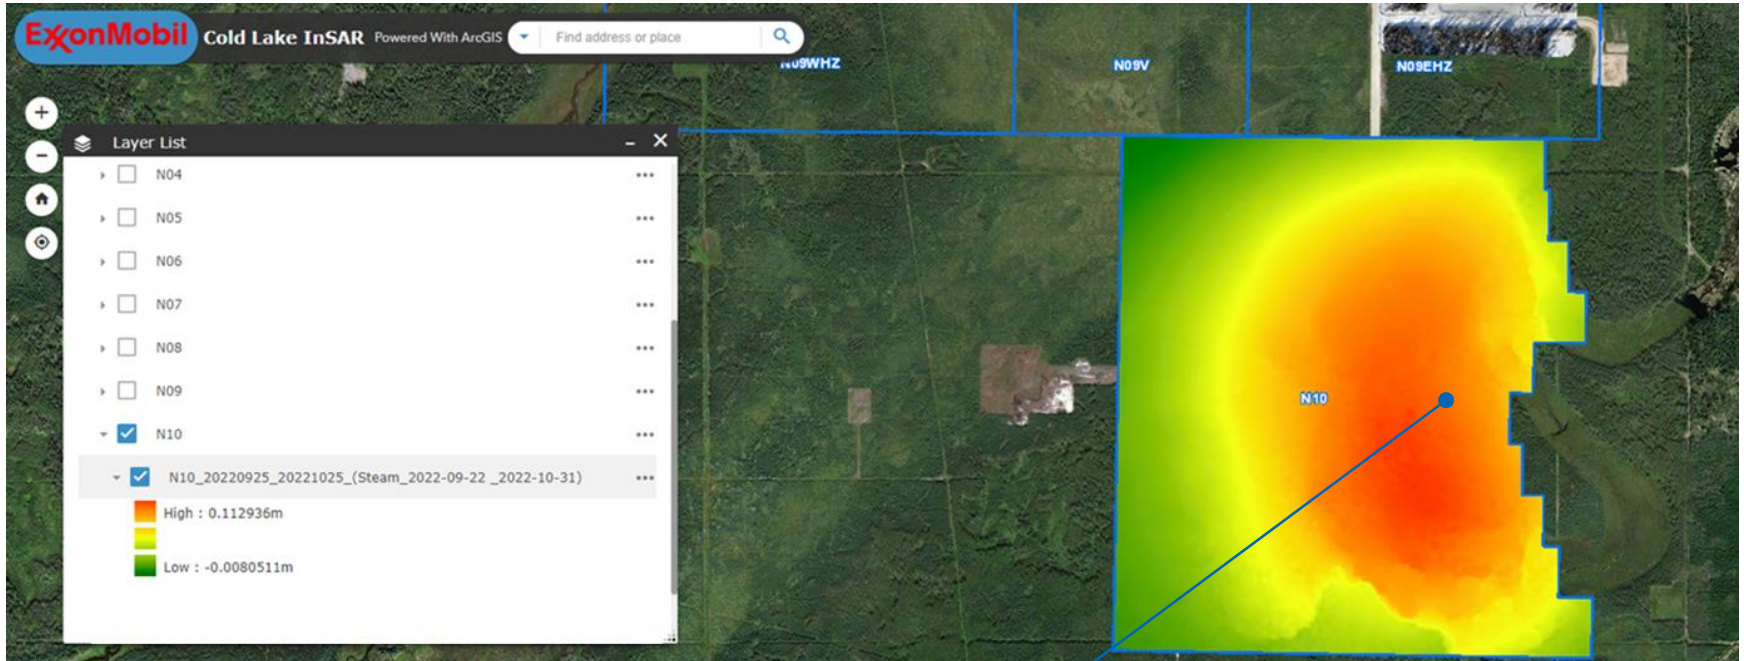 ExxonMobil Cold Lake InSAR Powered With ArcGIS Find address or place
N09WHZ N09V N09EHZ
Layer List
N04
N05
N06
N07
N08
N09
N10
N10_20220925_20221025_(Steam_2022-09-22 _2022-10-31)
High : 0.112936m
Low : -0.0080511m
N10